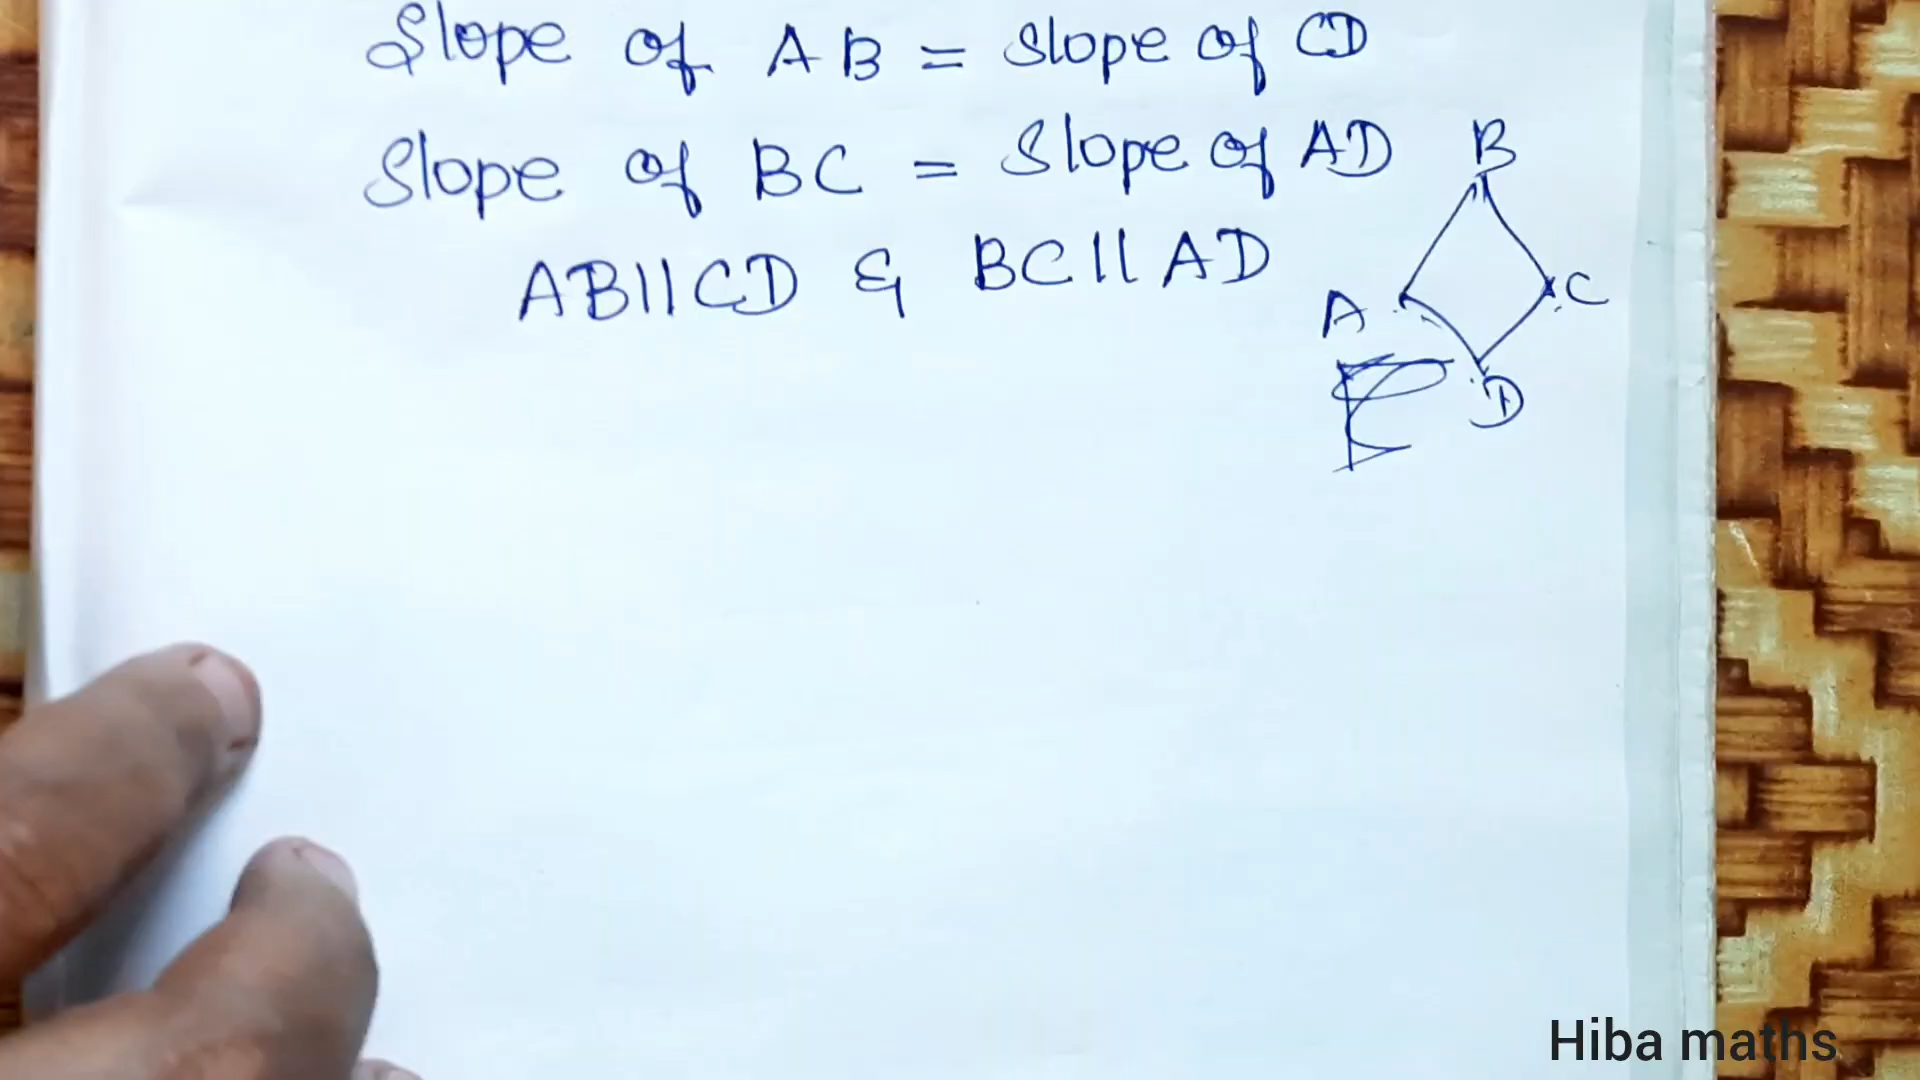 Slope of AB = Slope of CD
Slope of BC = Slope of AD
AB||CD & BC|| AD
B
A
C
D
Hiba maths